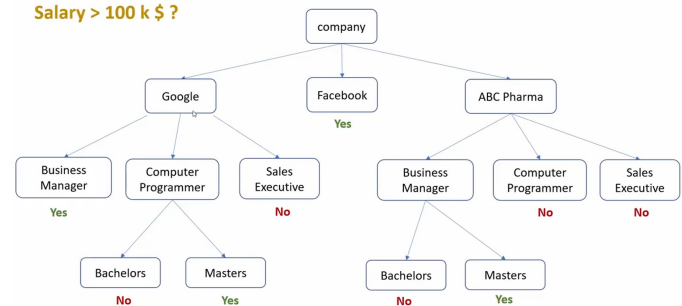 Salary > 100 k $ ?
company
Google
Facebook
ABC Pharma
Yes
Business
Manager
Computer
Programmer
Sales
Executive
Business
Manager
Computer
Programmer
Sales
Executive
Yes
No
No
No
Bachelors
Masters
Bachelors
Masters
No
Yes
No
Yes